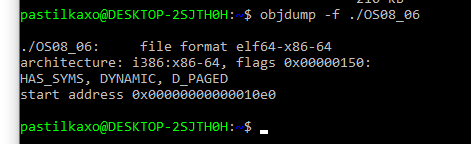 pastilkaxo@DESKTOP-2SJTH0H:~$ objdump -f ./OS08_06
./OS08_06:     file format elf64-x86-64
architecture: i386:x86-64, flags 0x00000150:
HAS_SYMS, DYNAMIC, D_PAGED
start address 0x00000000000010e0
pastilkaxo@DESKTOP-2SJTH0H:~$